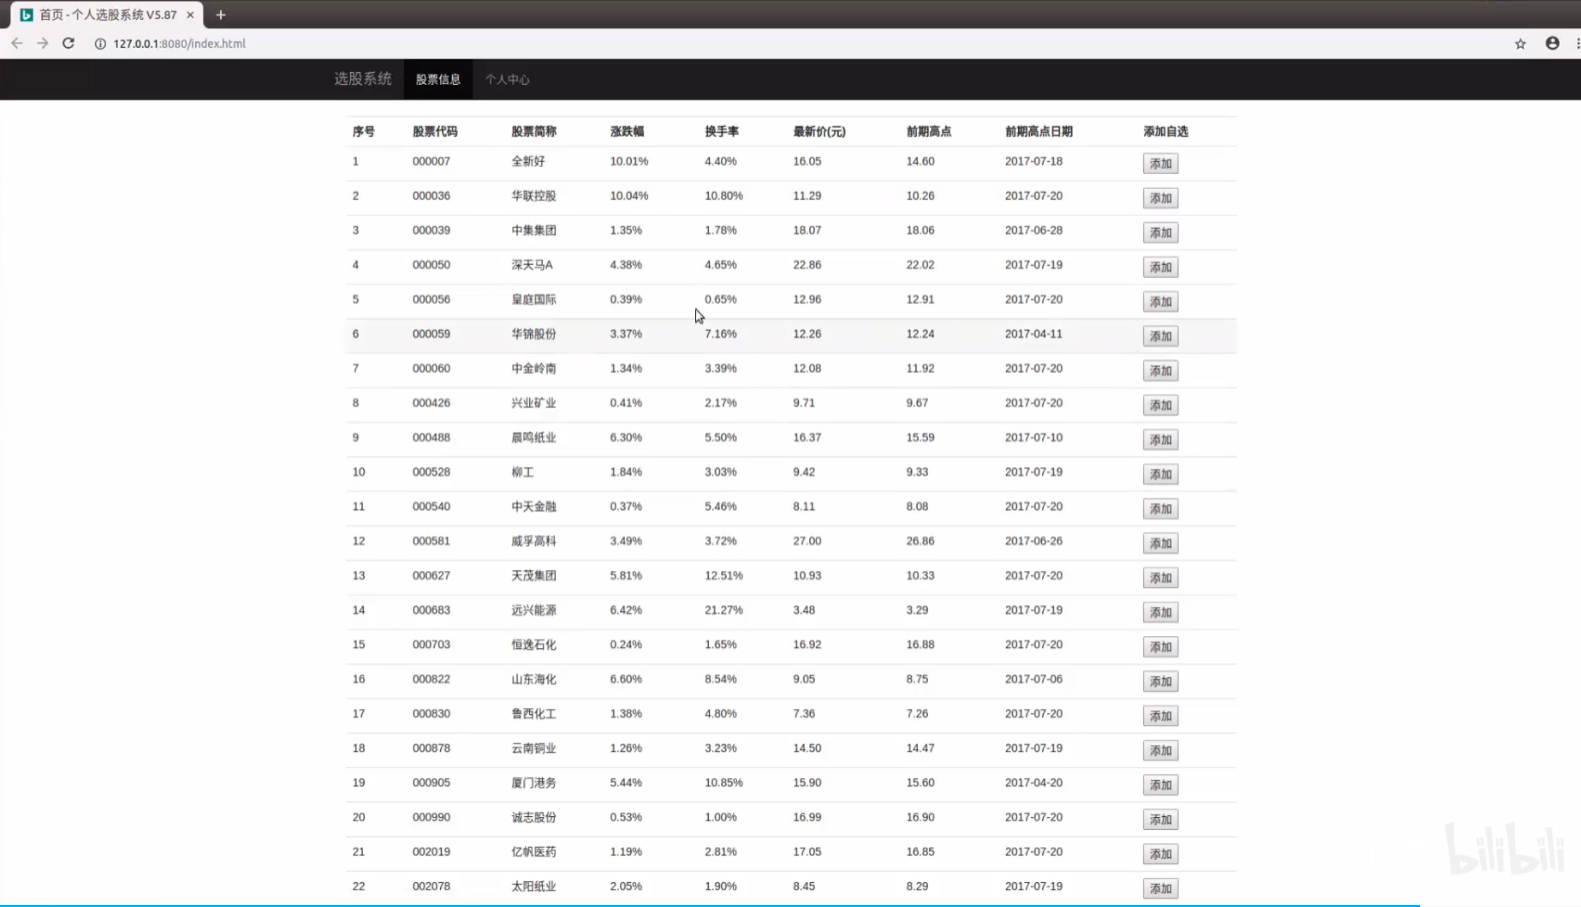 首页 - 个人选股系统 V5.87
127.0.0.1:8080/index.html
选股系统 股票信息 个人中心
序号 股票代码 股票简称 涨跌幅 换手率 最新价(元) 前期高点 前期高点日期 添加自选
1 000007 全新好 10.01% 4.40% 16.05 14.60 2017-07-18 添加
2 000036 华联控股 10.04% 10.80% 11.29 10.26 2017-07-20 添加
3 000039 中集集团 1.35% 1.78% 18.07 18.06 2017-06-28 添加
4 000050 深天马A 4.38% 4.65% 22.86 22.02 2017-07-19 添加
5 000056 皇庭国际 0.39% 0.65% 12.96 12.91 2017-07-20 添加
6 000059 华锦股份 3.37% 7.16% 12.26 12.24 2017-04-11 添加
7 000060 中金岭南 1.34% 3.39% 12.08 11.92 2017-07-20 添加
8 000426 兴业矿业 0.41% 2.17% 9.71 9.67 2017-07-20 添加
9 000488 晨鸣纸业 6.30% 5.50% 16.37 15.59 2017-07-10 添加
10 000528 柳工 1.84% 3.03% 9.42 9.33 2017-07-19 添加
11 000540 中天金融 0.37% 5.46% 8.11 8.08 2017-07-20 添加
12 000581 威孚高科 3.49% 3.72% 27.00 26.86 2017-06-26 添加
13 000627 天茂集团 5.81% 12.51% 10.93 10.33 2017-07-20 添加
14 000683 远兴能源 6.42% 21.27% 3.48 3.29 2017-07-19 添加
15 000703 恒逸石化 0.24% 1.65% 16.92 16.88 2017-07-20 添加
16 000822 山东海化 6.60% 8.54% 9.05 8.75 2017-07-06 添加
17 000830 鲁西化工 1.38% 4.80% 7.36 7.26 2017-07-20 添加
18 000878 云南铜业 1.26% 3.23% 14.50 14.47 2017-07-19 添加
19 000905 厦门港务 5.44% 10.85% 15.90 15.60 2017-04-20 添加
20 000990 诚志股份 0.53% 1.00% 16.99 16.90 2017-07-20 添加
21 002019 亿帆医药 1.19% 2.81% 17.05 16.85 2017-07-20 添加
22 002078 太阳纸业 2.05% 1.90% 8.45 8.29 2017-07-19 添加
bilibili